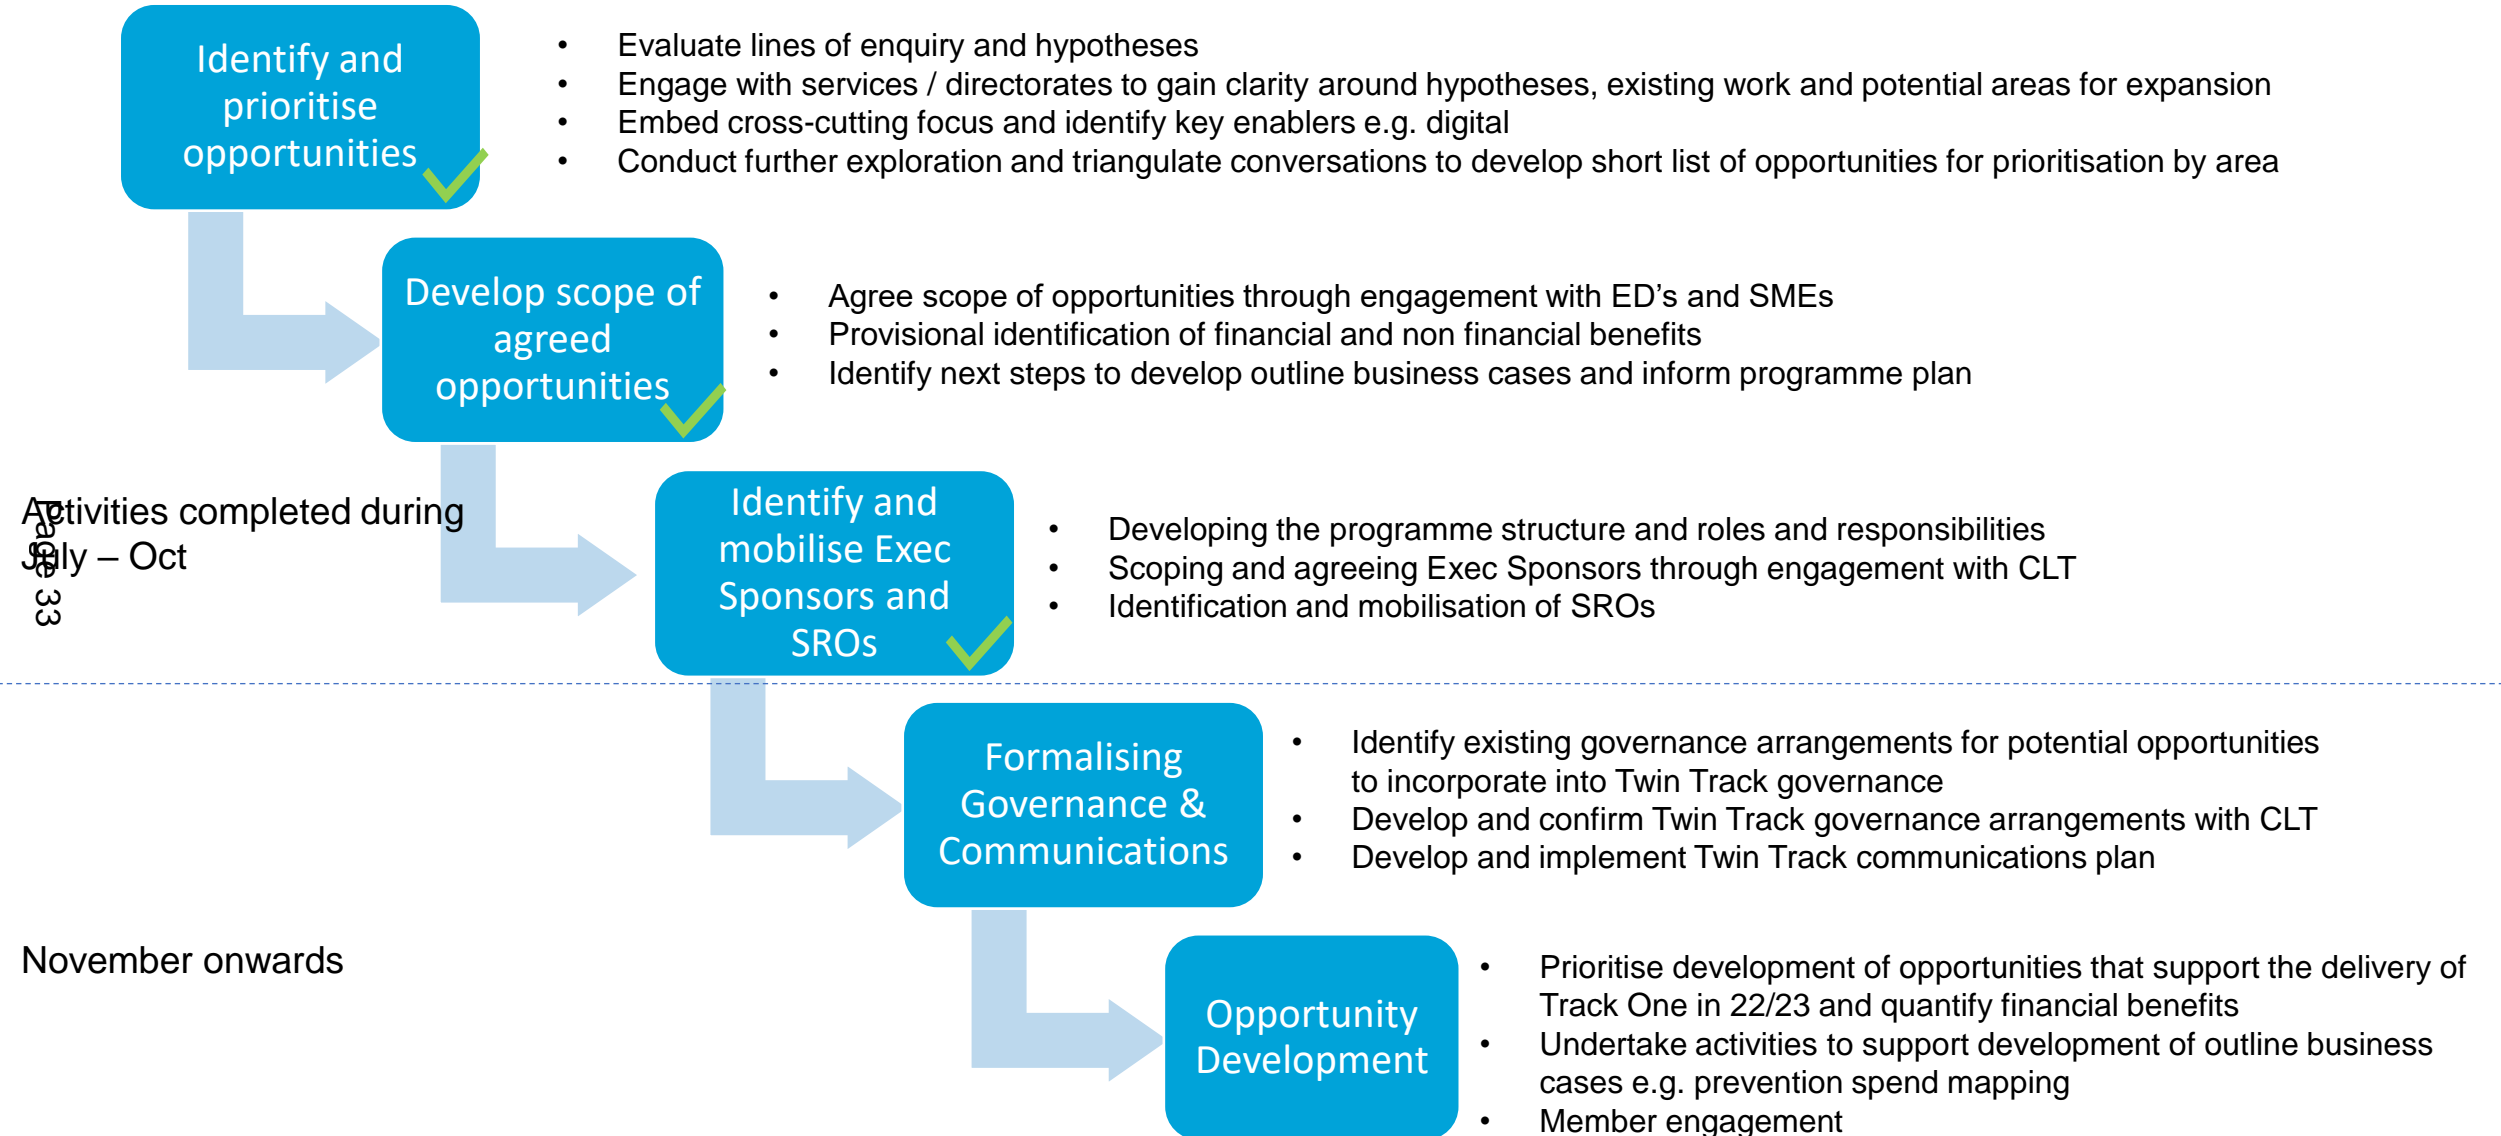 Identify and
prioritise
opportunities
• Evaluate lines of enquiry and hypotheses
• Engage with services / directorates to gain clarity around hypotheses, existing work and potential areas for expansion
• Embed cross-cutting focus and identify key enablers e.g. digital
• Conduct further exploration and triangulate conversations to develop short list of opportunities for prioritisation by area
Develop scope of
agreed
opportunities
• Agree scope of opportunities through engagement with ED’s and SMEs
• Provisional identification of financial and non financial benefits
• Identify next steps to develop outline business cases and inform programme plan
Activities completed during
July – Oct
Page 33
Identify and
mobilise Exec
Sponsors and
SROs
• Developing the programme structure and roles and responsibilities
• Scoping and agreeing Exec Sponsors through engagement with CLT
• Identification and mobilisation of SROs
Formalising
Governance &
Communications
• Identify existing governance arrangements for potential opportunities
to incorporate into Twin Track governance
• Develop and confirm Twin Track governance arrangements with CLT
• Develop and implement Twin Track communications plan
November onwards
Opportunity
Development
• Prioritise development of opportunities that support the delivery of
Track One in 22/23 and quantify financial benefits
• Undertake activities to support development of outline business
cases e.g. prevention spend mapping
• Member engagement